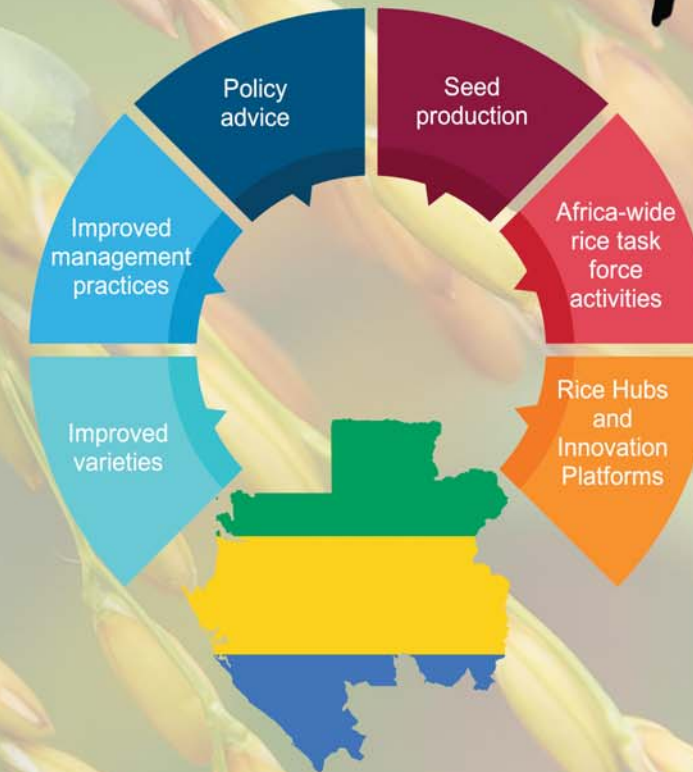 Policy
advice
Seed
production
Improved
management
practices
Africa-wide
rice task
force
activities
Improved
varieties
Rice Hubs
and
Innovation
Platforms